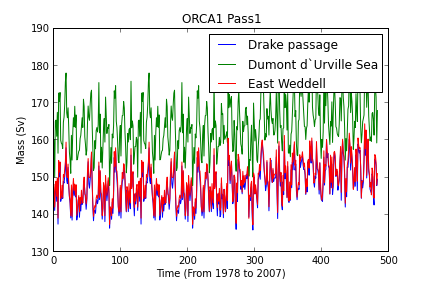 ORCA1 Pass1
Drake passage
Dumont d`Urville Sea
East Weddell
Mass (Sv)
190
180
170
160
150
140
130
0 100 200 300 400 500
Time (From 1978 to 2007)